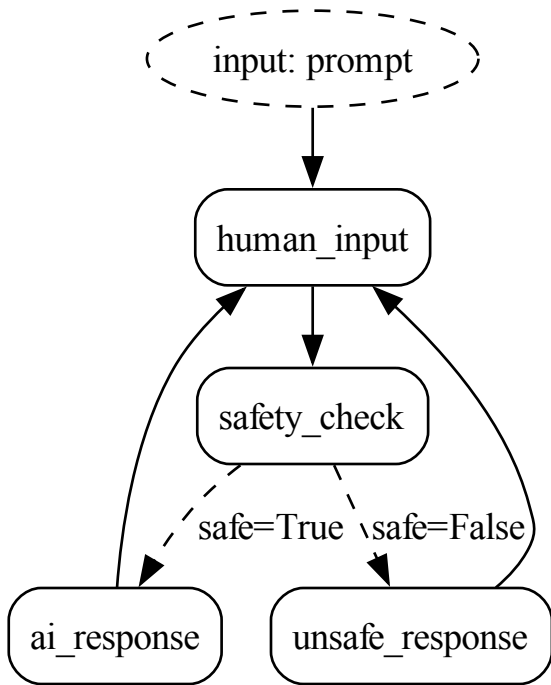 input: prompt
human_input
safety_check
safe=True
safe=False
ai_response
unsafe_response